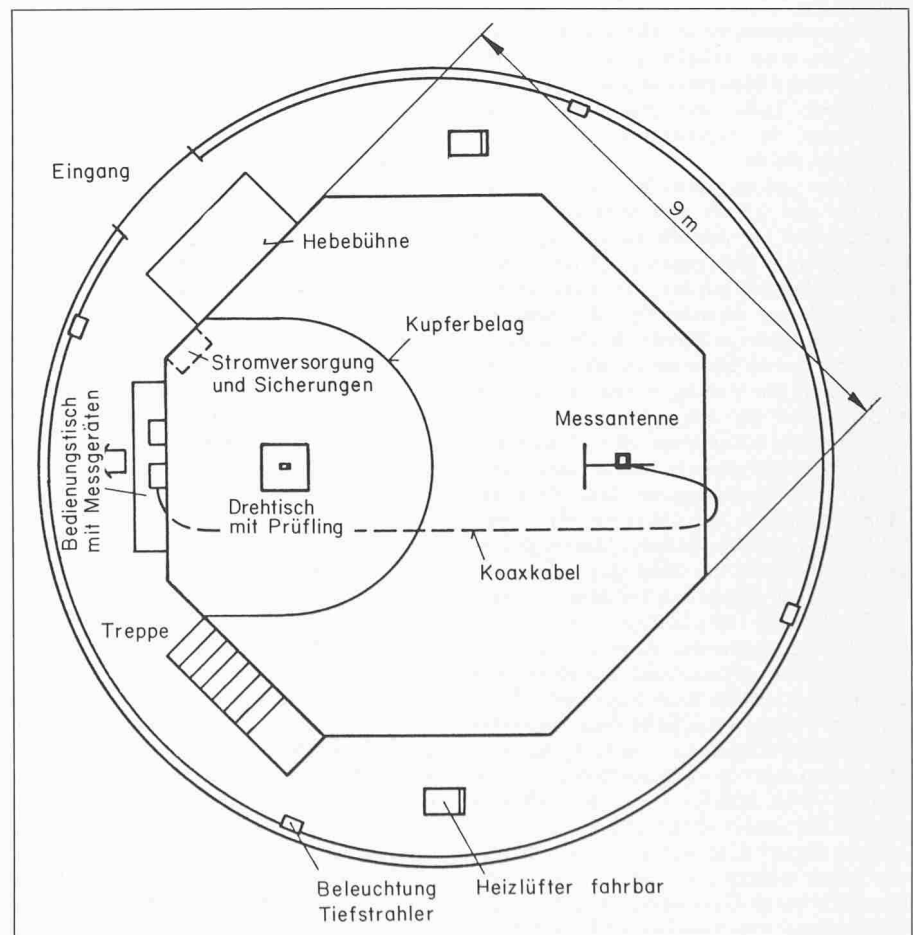 Eingang
9 m
Hebebühne
Kupferbelag
Stromversorgung
und Sicherungen
Messantenne
Bedienungstisch
mit Messgeräten
Drehtisch
mit Prüfling
Koaxkabel
Treppe
Beleuchtung
Tiefstrahler
Heizlüfter fahrbar